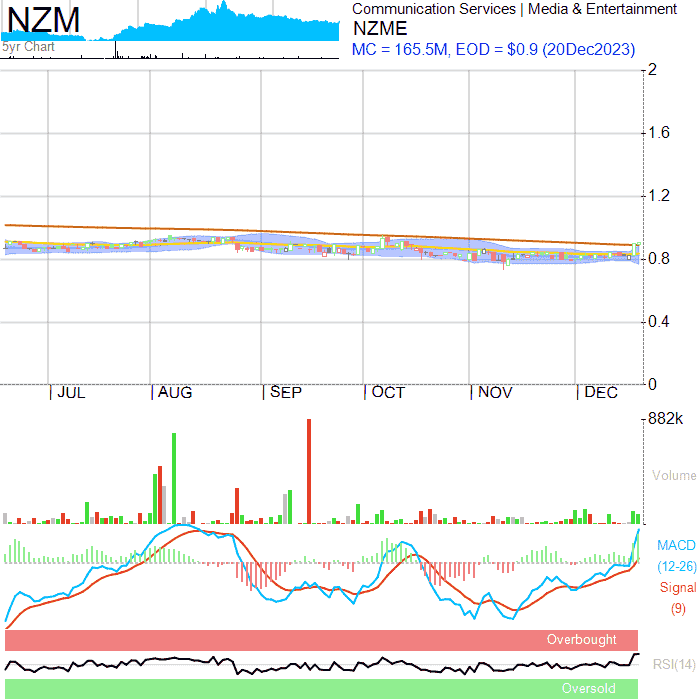 NZM
5yr Chart
Communication Services | Media & Entertainment
NZME
MC = 165.5M, EOD = $0.9 (20Dec2023)
2
1.6
1.2
0.8
0.4
0
JUL AUG SEP OCT NOV DEC
882k
Volume
MACD
(12-26)
Signal
(9)
Overbought
RSI(14)
Oversold